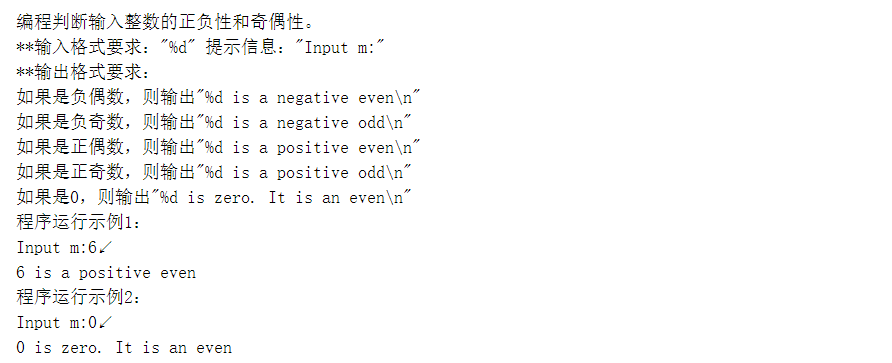 编程判断输入整数的正负性和奇偶性。
**输入格式要求："%d" 提示信息："Input m:"
**输出格式要求：
如果是负偶数，则输出"%d is a negative even\n"
如果是负奇数，则输出"%d is a negative odd\n"
如果是正偶数，则输出"%d is a positive even\n"
如果是正奇数，则输出"%d is a positive odd\n"
如果是0，则输出"%d is zero. It is an even\n"
程序运行示例1：
Input m:6↙
6 is a positive even
程序运行示例2：
Input m:0↙
0 is zero. It is an even